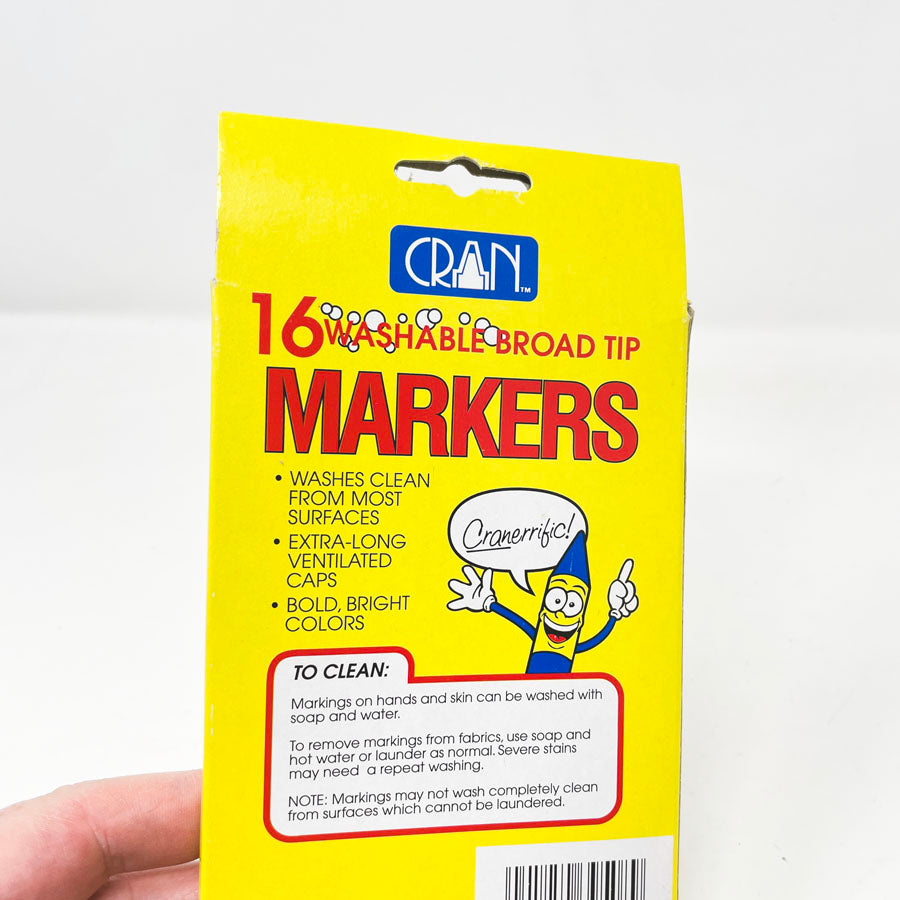 CRAN™
16 WASHABLE BROAD TIP
MARKERS
• WASHES CLEAN
FROM MOST
SURFACES
• EXTRA-LONG
VENTILATED
CAPS
• BOLD, BRIGHT
COLORS
Cranerrific!
TO CLEAN:
Markings on hands and skin can be washed with
soap and water.
To remove markings from fabrics, use soap and
hot water or launder as normal. Severe stains
may need a repeat washing.
NOTE: Markings may not wash completely clean
from surfaces which cannot be laundered.